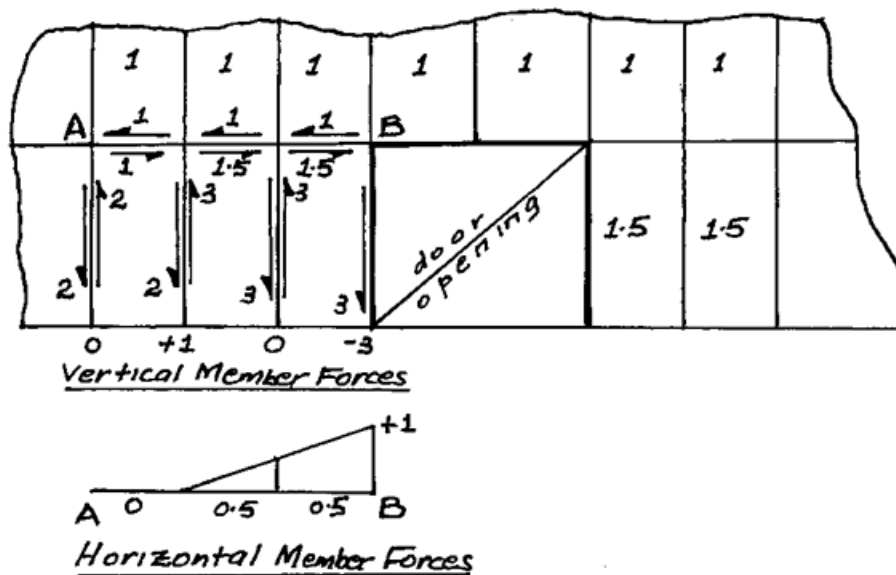 1 1 1 1 1 1 1
A 1 1 1 B
1 1.5 1.5
2 3 3 door opening 1.5 1.5
2 2 3 3
0 +1 0 -3
Vertical Member Forces
+1
A 0 0.5 0.5 B
Horizontal Member Forces